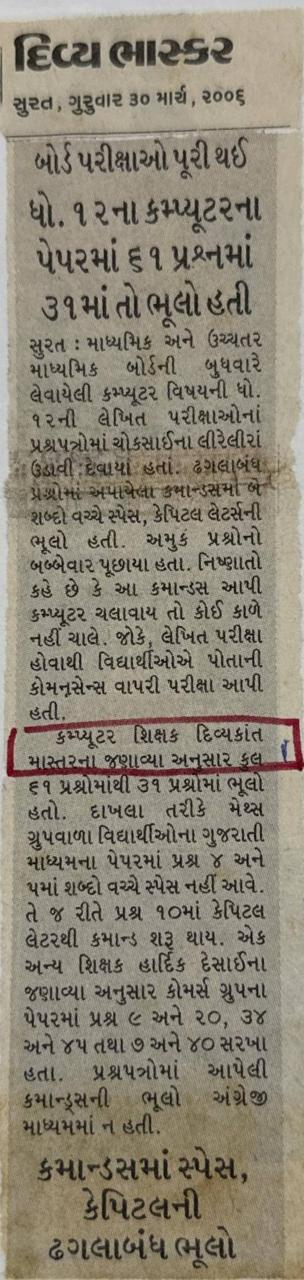 દિવ્ય ભાસ્કર
સુરત, ગુરુવાર ૩૦ માર્ચ, ૨૦૦૬
બોર્ડ પરીક્ષાઓ પૂરી થઈ
ધો. ૧૨ના કમ્પ્યૂટરના
પેપરમાં ૬૧ પ્રશ્નમાં
૩૧માં તો ભૂલો હતી
સુરત : માધ્યમિક અને ઉચ્ચતર
માધ્યમિક બોર્ડની બુધવારે
લેવાયેલી કમ્પ્યૂટર વિષયની ધો.
૧૨ની લેખિત પરીક્ષાઓનાં
પ્રશ્નપત્રોમાં ચોકસાઈના લીરેલીરાં
ઉડાવી દેવાયાં હતાં. ઢગલાબંધ
પ્રશ્નોમાં અપાયેલા કમાન્ડસમાં બે
શબ્દો વચ્ચે સ્પેસ, કેપિટલ લેટર્સની
ભૂલો હતી. અમુક પ્રશ્નોનો
બબ્બેવાર પૂછાયા હતા. નિષ્ણાતો
કહે છે કે આ કમાન્ડસ આપી
કમ્પ્યૂટર ચલાવાય તો કોઈ કાળે
નહીં ચાલે. જોકે, લેખિત પરીક્ષા
હોવાથી વિદ્યાર્થીઓએ પોતાની
કોમનસેન્સ વાપરી પરીક્ષા આપી
હતી.
કમ્પ્યૂટર શિક્ષક દિવ્યકાંત
માસ્તરના જણાવ્યા અનુસાર કુલ
૬૧ પ્રશ્નોમાંથી ૩૧ પ્રશ્નોમાં ભૂલો
હતો. દાખલા તરીકે મેથ્સ
ગ્રુપવાળા વિદ્યાર્થીઓના ગુજરાતી
માધ્યમના પેપરમાં પ્રશ્ન ૪ અને
૫માં શબ્દો વચ્ચે સ્પેસ નહીં આવે.
તે જ રીતે પ્રશ્ન ૧૦માં કેપિટલ
લેટરથી કમાન્ડ શરૂ થાય. એક
અન્ય શિક્ષક હાર્દિક દેસાઈના
જણાવ્યા અનુસાર કોમર્સ ગ્રુપના
પેપરમાં પ્રશ્ન ૯ અને ૨૦, ૩૪
અને ૪૫ તથા ૭ અને ૪૦ સરખા
હતા. પ્રશ્નપત્રોમાં આપેલી
કમાન્ડ્સની ભૂલો અંગ્રેજી
માધ્યમમાં ન હતી.
કમાન્ડસમાં સ્પેસ,
કેપિટલની
ઢગલાબંધ ભૂલો